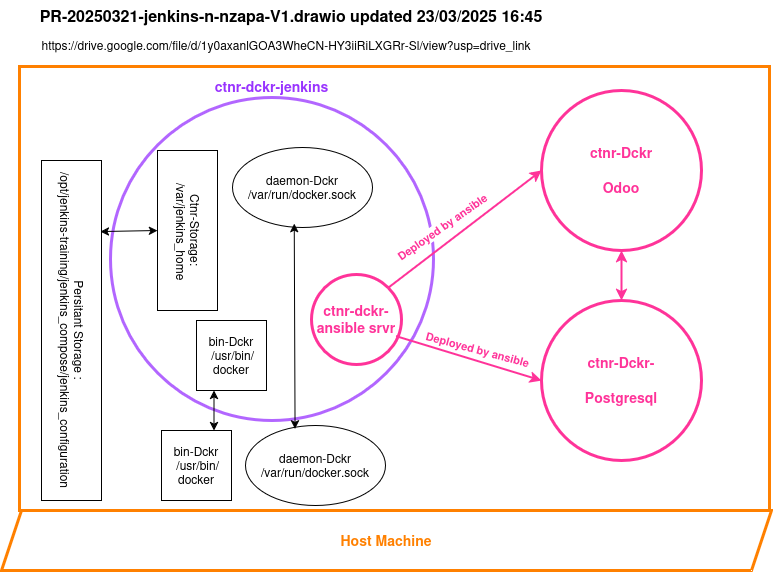 PR-20250321-jenkins-n-nzapa-V1.drawio updated 23/03/2025 16:45
https://drive.google.com/file/d/1y0axanlGOA3WheCN-HY3iiRiLXGRr-Sl/view?usp=drive_link
ctnr-dckr-jenkins
Persitant Storage :
/opt/jenkins-training/jenkins_compose/jenkins_configuration
Ctnr-Storage:
/var/jenkins_home
daemon-Dckr
/var/run/docker.sock
bin-Dckr
/usr/bin/
docker
ctnr-dckr-
ansible srvr
Deployed by ansible
Deployed by ansible
ctnr-Dckr
Odoo
ctnr-Dckr-
Postgresql
bin-Dckr
/usr/bin/
docker
daemon-Dckr
/var/run/docker.sock
Host Machine